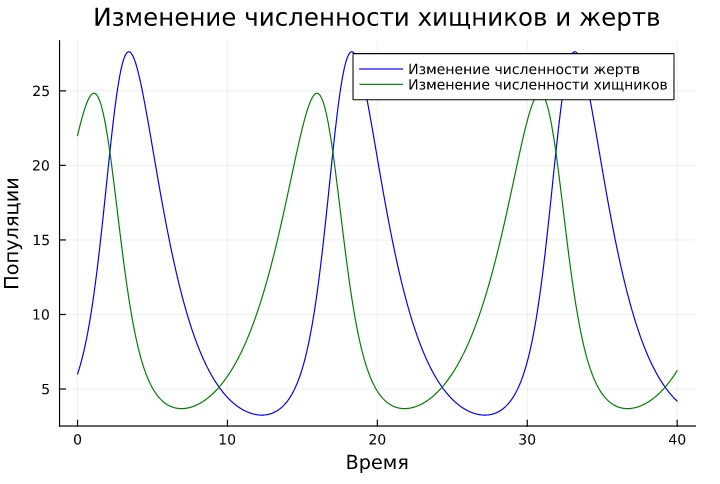 Изменение численности хищников и жертв
Изменение численности жертв
Изменение численности хищников
Популяции
25
20
15
10
5
0 10 20 30 40
Время